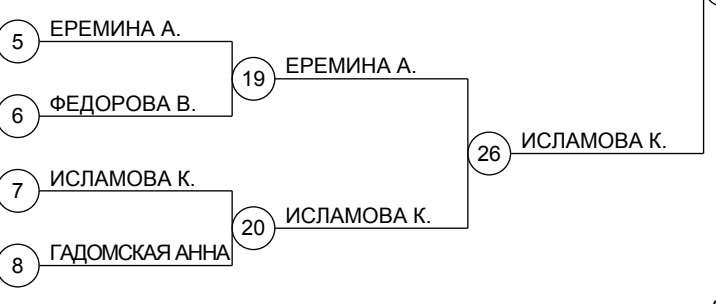 5
ЕРЕМИНА А.
19
ЕРЕМИНА А.
6
ФЕДОРОВА В.
26
ИСЛАМОВА К.
7
ИСЛАМОВА К.
20
ИСЛАМОВА К.
8
ГАДОМСКАЯ АННА